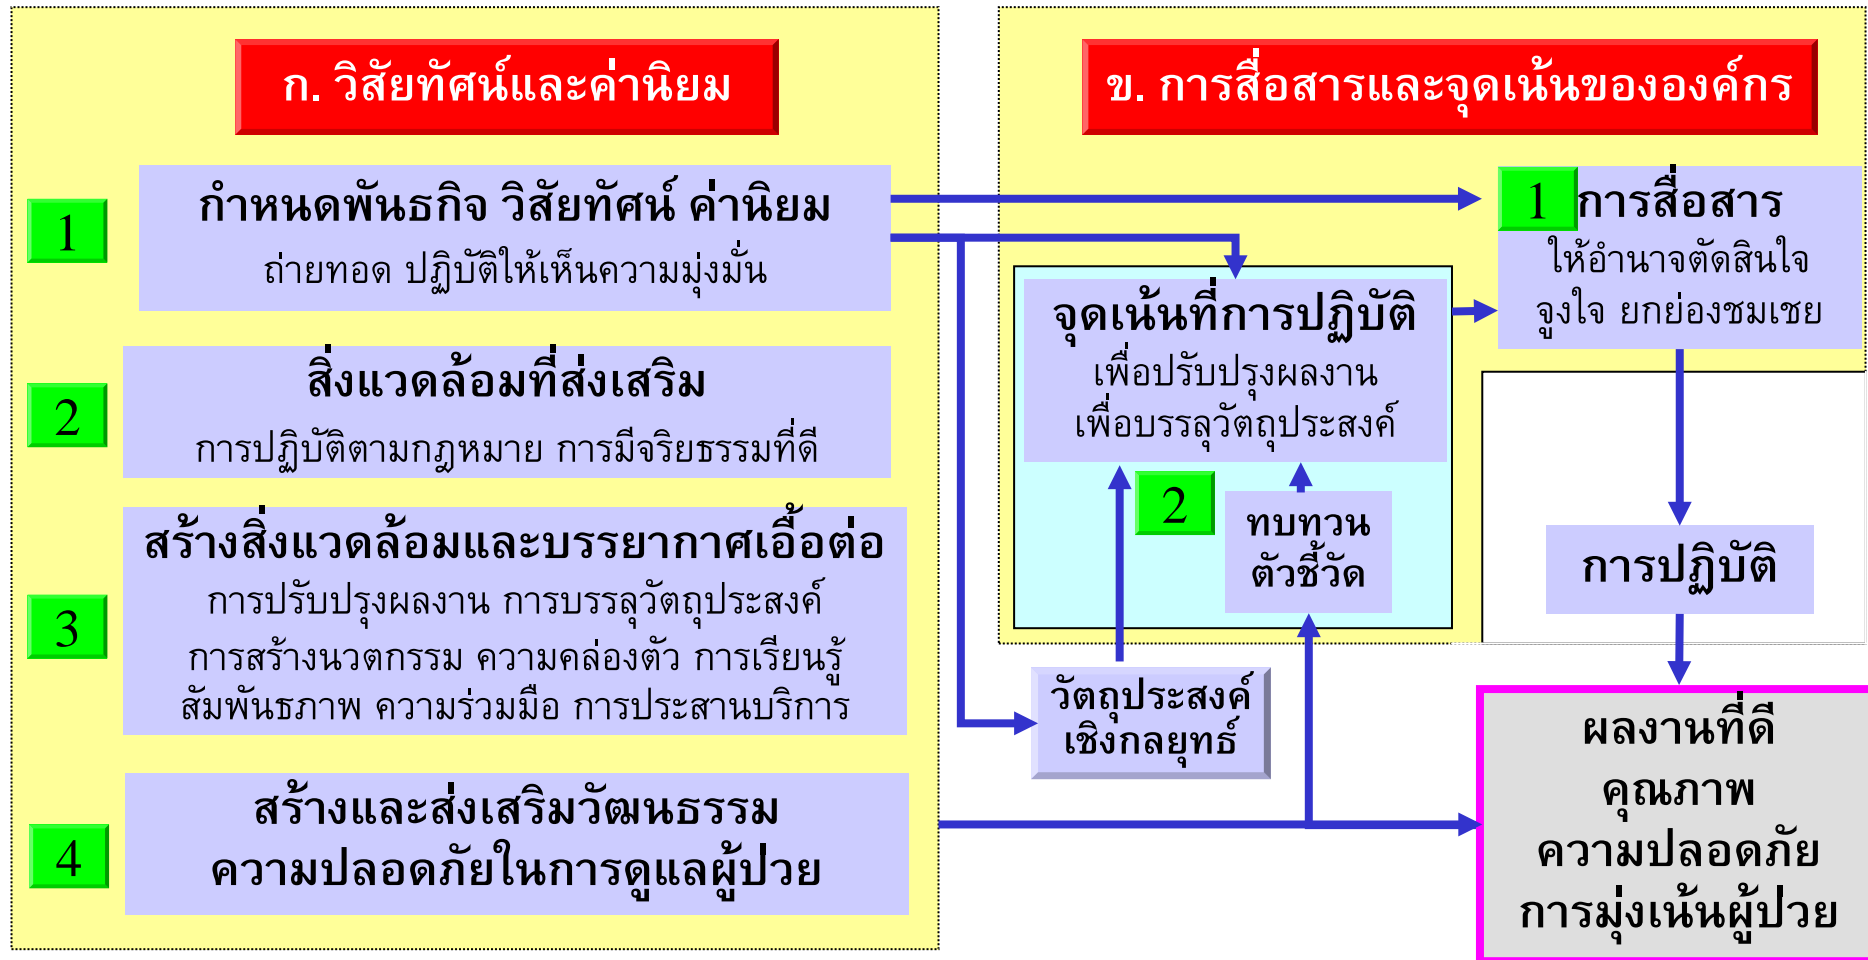 ก. วิสัยทัศน์และค่านิยม
1
กำหนดพันธกิจ วิสัยทัศน์ ค่านิยม
ถ่ายทอด ปฏิบัติให้เห็นความมุ่งมั่น
2
สิ่งแวดล้อมที่ส่งเสริม
การปฏิบัติตามกฎหมาย การมีจริยธรรมที่ดี
3
สร้างสิ่งแวดล้อมและบรรยากาศเอื้อต่อ
การปรับปรุงผลงาน การบรรลุวัตถุประสงค์
การสร้างนวตกรรม ความคล่องตัว การเรียนรู้
สัมพันธภาพ ความร่วมมือ การประสานบริการ
4
สร้างและส่งเสริมวัฒนธรรม
ความปลอดภัยในการดูแลผู้ป่วย
ข. การสื่อสารและจุดเน้นขององค์กร
1
การสื่อสาร
ให้อำนาจตัดสินใจ
จูงใจ ยกย่องชมเชย
จุดเน้นที่การปฏิบัติ
เพื่อปรับปรุงผลงาน
เพื่อบรรลุวัตถุประสงค์
2
ทบทวน
ตัวชี้วัด
การปฏิบัติ
วัตถุประสงค์
เชิงกลยุทธ์
ผลงานที่ดี
คุณภาพ
ความปลอดภัย
การมุ่งเน้นผู้ป่วย